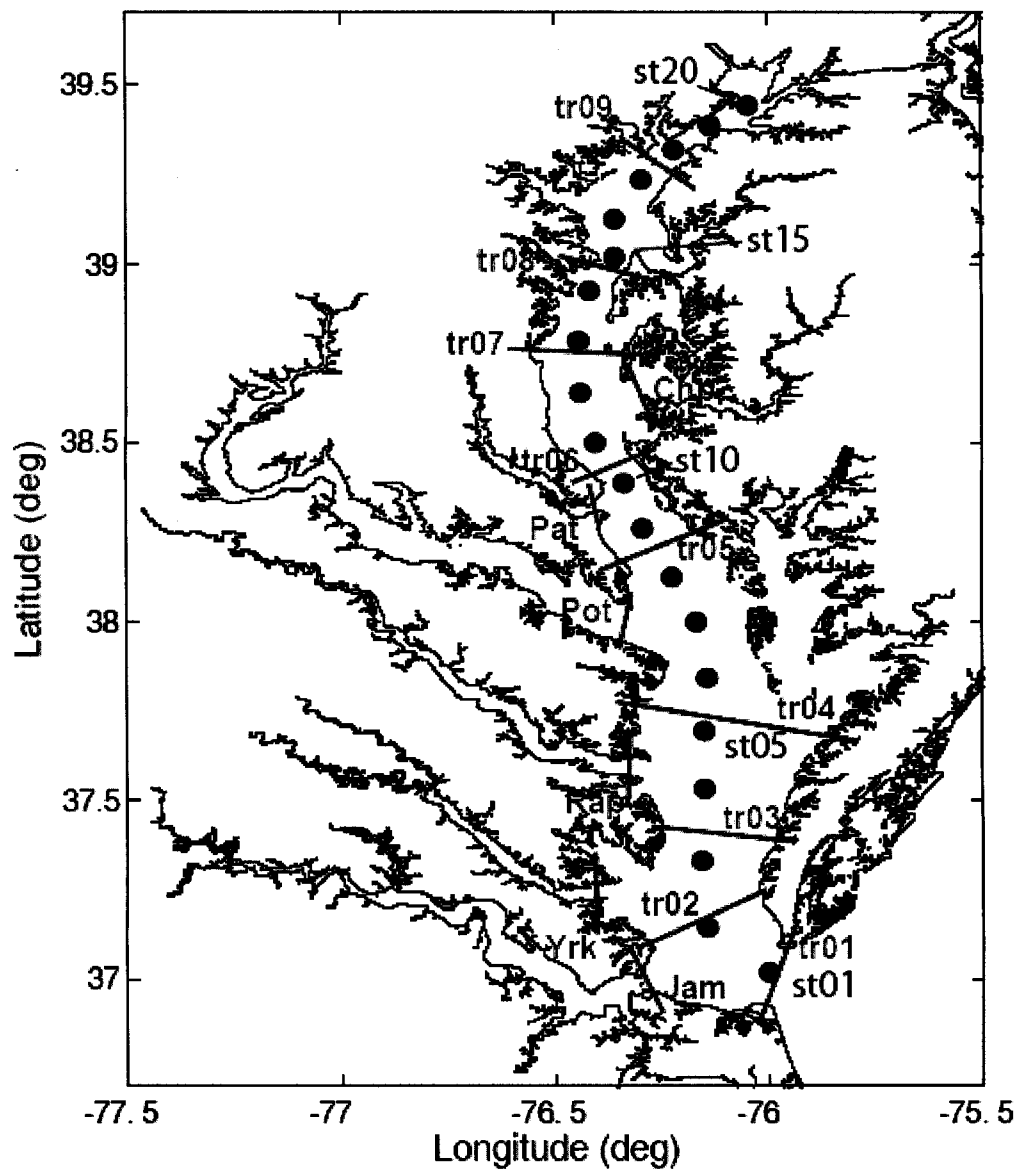 39.5
39
38.5
38
37.5
37
Latitude (deg)
st20
tr09
st15
tr08
tr07
Chp
tr06
st10
Pat
tr05
Pot
tr04
st05
Rap
tr03
tr02
Yrk
tr01
Jam
st01
-77.5
-77
-76.5
-76
-75.5
Longitude (deg)